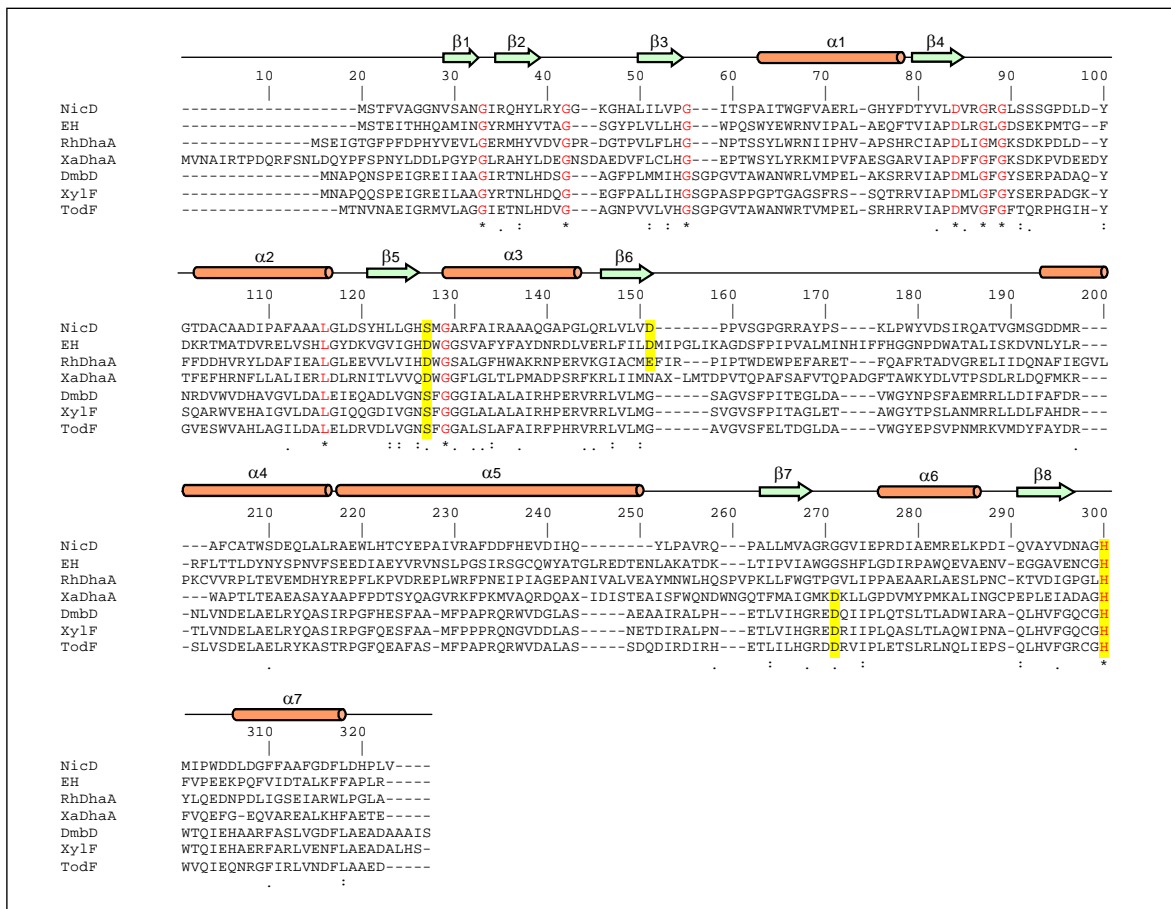 β1 β2 β3 α1 β4
10 20 30 40 50 60 70 80 90 100
NicD -------------------MSTFVAGGNVSANGIRQHYLRYGG--KGHALILVPG---ITSPAITWGFVAERL-GHYFDTYVLDVRGRGLSSSGPDLD-Y
EH -------------------MSTEITHHQAMINGYRMHYVTAG---SGYPLVLLHG---WPQSWYEWRNVIPAL-AEQFTVIAPDLRGLGDSEKPMTG-F
RhDhaA ---------------MSEIGTGFPFDPHYVEVLGERMHYVDVGPR-DGTPVLFLHG---NPTSSYLWRNIIPHV-APSHRCIAPDLIGMGKSDKPDLD-Y
XaDhaA MVNAIRTPDQRFSNLDQYPFSPNYLDDLPGYPGLRAHYLDEGNSDAEDVFLCLHG---EPTWSYLYRKMIPVFAESGARVIAPDFFGFGKSDKPVDEEDY
DmbD ---------------MNAPQNSPEIGREIIAAGIRTNLHDSG---AGFPLMMIHGSGPGVTAWANWRLVMPEL-AKSRRVIAPDMLGFGYSERPADAQ-Y
XylF ---------------MNAPQQSPEIGREILAAGYRTNLHDQG---EGFPALLIHGSGPASPPGPTGAGSFRS-SQTRRVIAPDMLGFGYSERPADGK-Y
TodF -----------------MTNVNAEIGRMVLAGGIETNLHDVG---AGNPVVLVHGSGPGVTAWANWRTVMPEL-SRHRRVIAPDMVGFGFTQRPHGIH-Y
* . : * : : * . * : * * : . :
α2 β5 α3 β6
110 120 130 140 150 160 170 180 190 200
NicD GTDACAADIPAFAAALGLDSYHLLGHSMGARFAIRAAAQGAPGLQRLVLVD------PPVSGPGRRAYPS----KLPWYVDSIRQATVGMSGDDMR---
EH DKRTMATDVRELVSHLGYDKVGVIGHDWGGSVAFYFAYDNRDLVERLFILDMIPGLIKAGDSFPIPVALMINHIFFHGGNPDWATALISKDVNLYLR--
RhDhaA FFDDHVRYLDAFIEALGLEEVVLVIHDWGSALGFHWAKRNPERVKGIACMEFIR---PIPTWDEWPEFARET----FQAFRTADVGRELIIDQNAFIEGVL
XaDhaA TFEFHRNFLLALIERLDLRNITLVVQDWGGFLGLTLPMADPSRFKRLIIMNAX-LMTDPVTQPAFSAFVTQPADGFTAWKYDLVTPSDLRLDQFMKR---
DmbD NRDVWVDHAVGVLDALEIEQADLVGNSFGGGIALALAIRHPERVRRLVLMG------SAGVSFPITEGLDA-----VWGYNPSFAEMRRLLDIFAFDR---
XylF SQARWVEHAIGVLDALGIQQGDIVGNSFGGGLALALAIRHPERVRRLVLMG------SVGVSFPITAGLET-----AWGYTPSLANMRRLLDLFAHDR---
TodF GVESWVAHLAGILDALELDRVDLVGNSFGGALSLAFAIRFPHRVRRLVLMG------AVGVSFELTDGLDA-----VWGYEPSVPNMRKVMDYFAYDR---
. * : : : . * . . . . . : : .
α4 α5 β7 α6 β8
210 220 230 240 250 260 270 280 290 300
NicD ---AFCATWSDEQLALRAEWLHTCYEPAIVRAFDDFHEVDIHQ--------YLPAVRQ--PALLMVAGRGGVIEPRDIAEMRELKPDI-QVAYVDNAGH
EH --RFLTTLDYNYSPNVFSEEDIAEYVRVNSLPGSIRSGCQWYATGLREDTENLAKATDK--LTIPVIAWGGSHFLGDIRPAWQEVAENV-EGGAVENCGH
RhDhaA PKCVVRPLTEVEMDHYREPFLKPVDREPLWRFPNEIPIAGEPANIVALVEAYMNWLHQSPVPKLLFWGTPGVLIPPAEAARLAESLPNC-KTVDIGPGLH
XaDhaA ---WAPTLTEAEASAYAAPFPDTSYQAGVRKFPKMVAQRDAX-IDISTEAISFWQNDWNGQTFMAIGMKDKLLGPDVMYPMKALINGCPEPLEIADAGH
DmbD NLVNDELAELRYQASIRPGFHESFAA-MFPAPRQRWVDGLAS-----AEAAIRALPH--ETLVIHGREDQIIPLQTSLTLADWIARA-QLHVFGQCGH
XylF TLVNDELAELRYQASIRPGFQESFAA-MFPPPRQNGVDDLAS-----NETDIRALPN--ETLVIHGREDRIIPLQASLTLAQWIPNA-QLHVFGQCGH
TodF SLVSDELAELRYKASTRPGFQEAFAS-MFPAPRQRWVDALAS-----SDQDIRDIRH--ETLILHGRDDRVIPLETSLRLNQLIEPS-QLHVFGRCGH
. . : . . : : . *
α7
310 320
NicD MIPWDDLDGFFAAFGDFLDHPLV----
EH FVPEEKPQFVIDTALKFFAPLR-----
RhDhaA YLQEDNPDLIGSEIARWLPGLA-----
XaDhaA FVQEFG-EQVAREALKHFAETE-----
DmbD WTQIEHAARFASLVGDFLAEADAAAIS
XylF WTQIEHAERFARLVENFLAEADALHS-
TodF WVQIEQNRGFIRLVNDFLAAED-----
. :